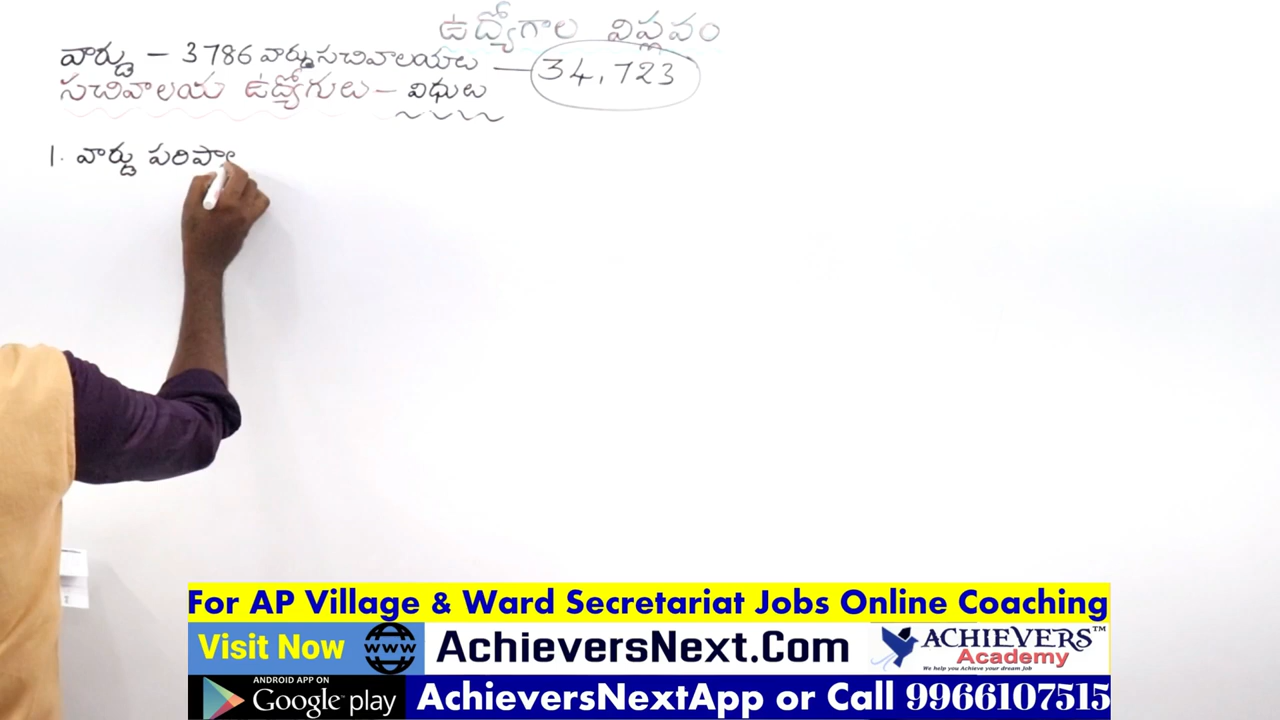 ఉద్యోగాల విప్లవం
వార్డు – 3786 వార్డుసచివాలయాలు – 34,723
సచివాలయ ఉద్యోగులు – విధులు
1. వార్డు
For AP Village & Ward Secretariat Jobs Online Coaching
Visit Now WWW AchieversNext.Com ACHIEVERS™ Academy
We help you Achieve your dream Job
ANDROID APP ON Google play AchieversNextApp or Call 9966107515